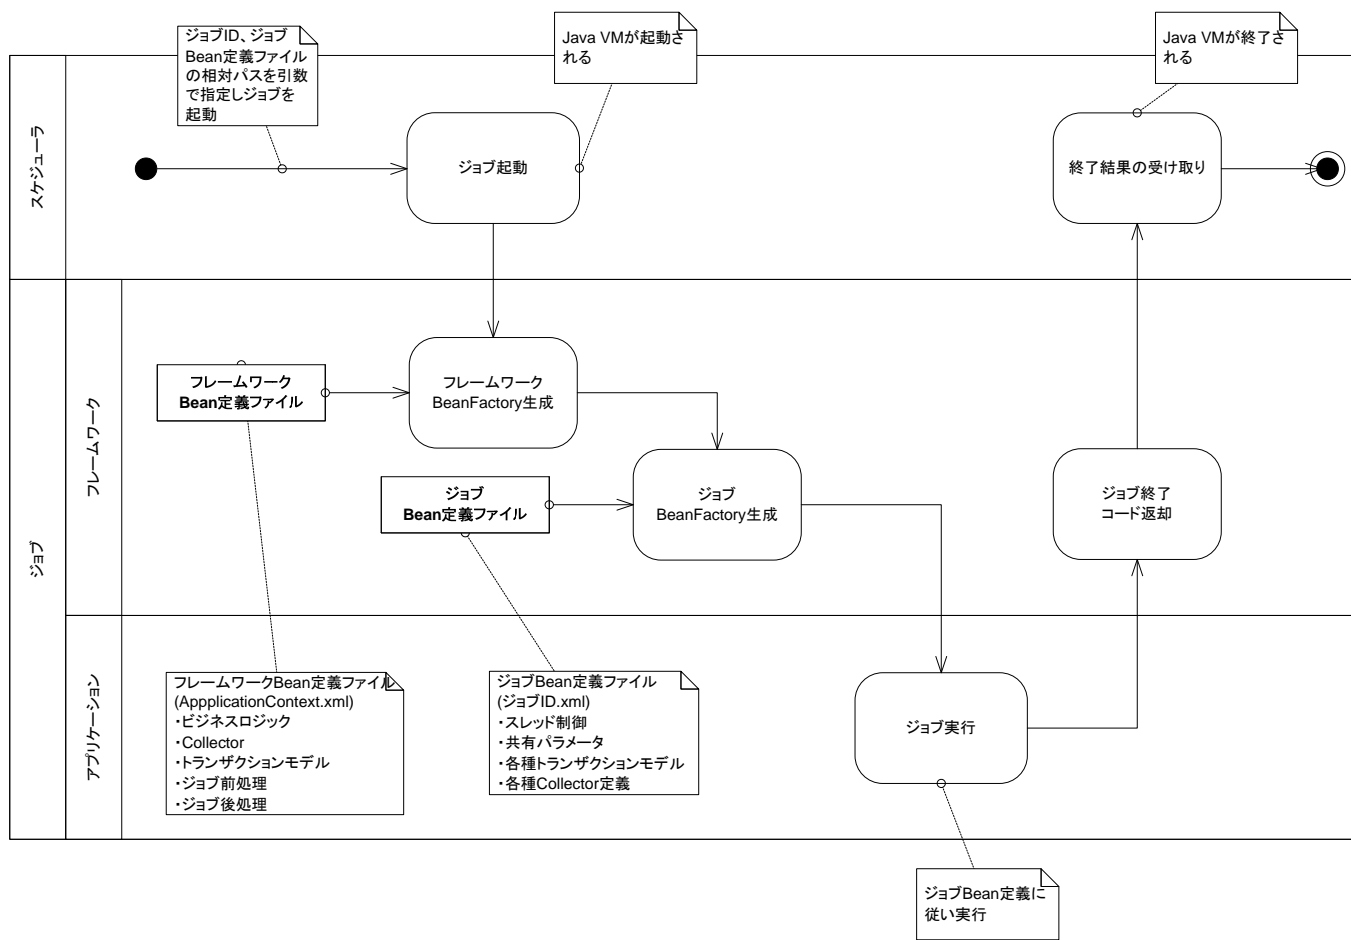 ジョブID、ジョブ
Bean定義ファイル
の相対パスを引数
で指定しジョブを
起動
Java VMが起動さ
れる
Java VMが終了さ
れる
スケジューラ
ジョブ起動
終了結果の受け取り
ジョブ
フレームワーク
フレームワーク
Bean定義ファイル
フレームワーク
BeanFactory生成
ジョブ
Bean定義ファイル
ジョブ
BeanFactory生成
ジョブ終了
コード返却
アプリケーション
フレームワークBean定義ファイル
(AppplicationContext.xml)
・ビジネスロジック
・Collector
・トランザクションモデル
・ジョブ前処理
・ジョブ後処理
ジョブBean定義ファイル
(ジョブID.xml)
・スレッド制御
・共有パラメータ
・各種トランザクションモデル
・各種Collector定義
ジョブ実行
ジョブBean定義に
従い実行